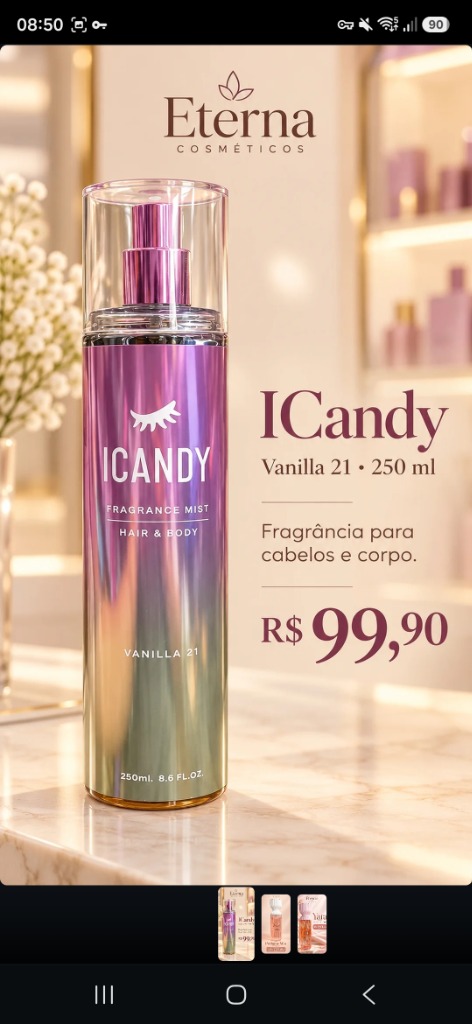 08:50
90
Eterna
COSMÉTICOS
ICANDY
FRAGRANCE MIST
HAIR & BODY
VANILLA 21
250ml. 8.6 FL.OZ.
ICandy
Vanilla 21 • 250 ml
Fragrância para
cabelos e corpo.
R$ 99,90